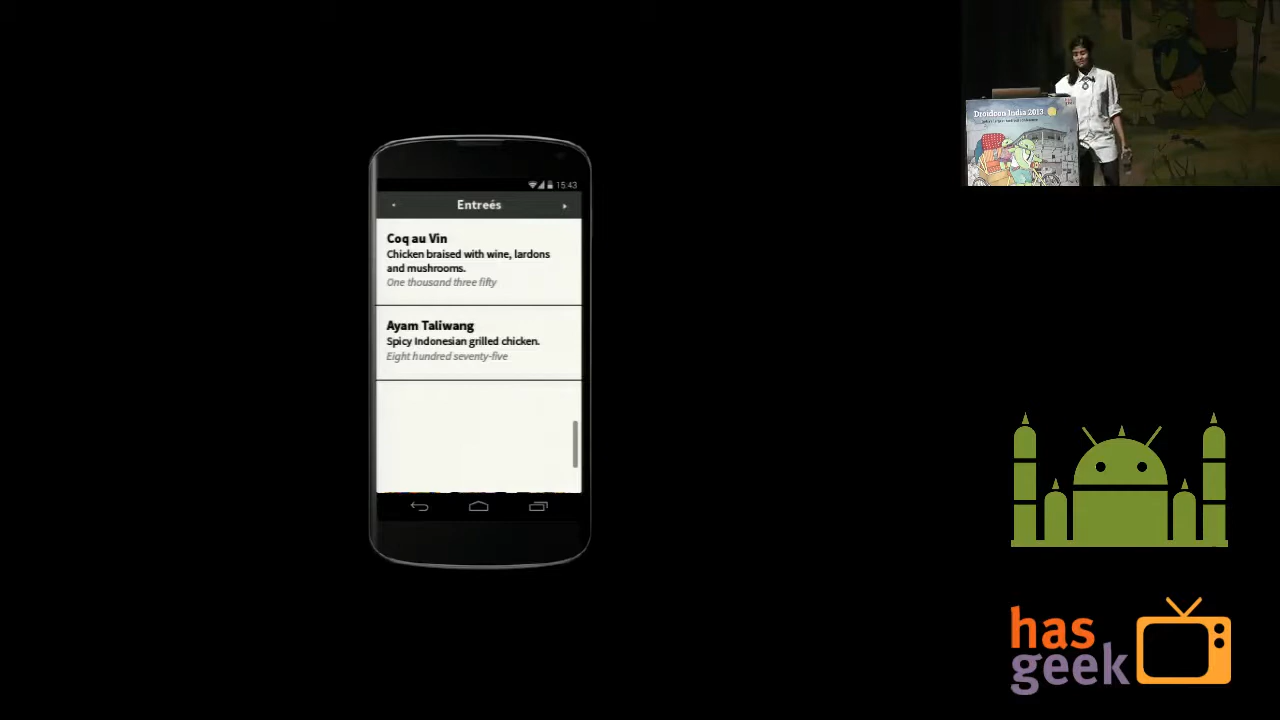 Droidcon India 2013
15:43
Entreés
Coq au Vin
Chicken braised with wine, lardons
and mushrooms.
One thousand three fifty
Ayam Taliwang
Spicy Indonesian grilled chicken.
Eight hundred seventy-five
has
geek